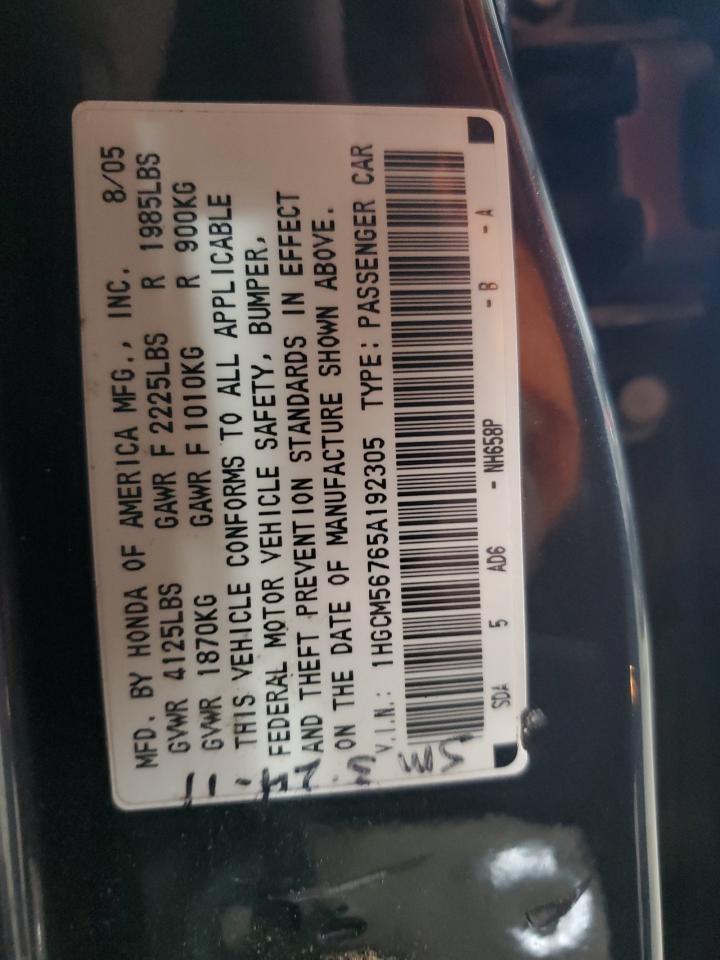 MFD. BY HONDA OF AMERICA MFG., INC. 8/05
GVWR 4125LBS GAWR F 2225LBS R 1985LBS
GVWR 1870KG GAWR F 1010KG R 900KG
THIS VEHICLE CONFORMS TO ALL APPLICABLE
FEDERAL MOTOR VEHICLE SAFETY, BUMPER,
AND THEFT PREVENTION STANDARDS IN EFFECT
ON THE DATE OF MANUFACTURE SHOWN ABOVE.
V.I.N.: 1HGCM56765A192305 TYPE: PASSENGER CAR
SDA 5 AD6 - NH658P - B - A